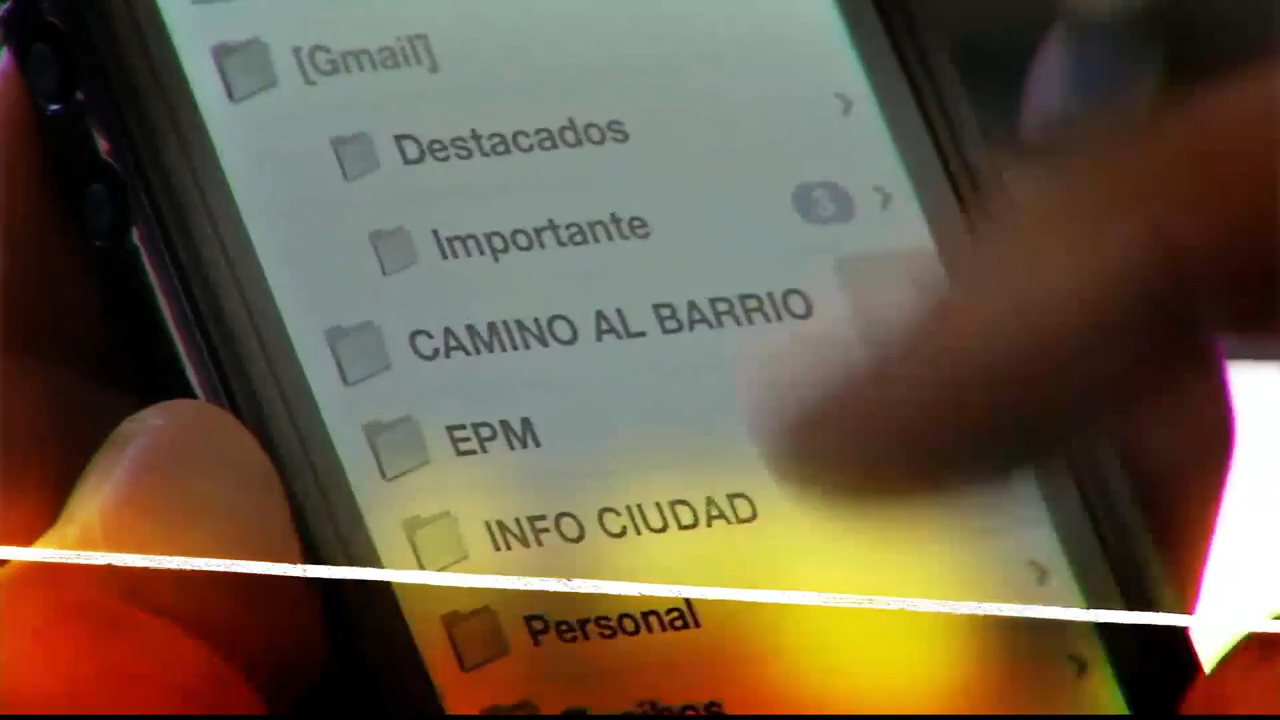 [Gmail]
Destacados
Importante 3
CAMINO AL BARRIO
EPM
INFO CIUDAD
Personal